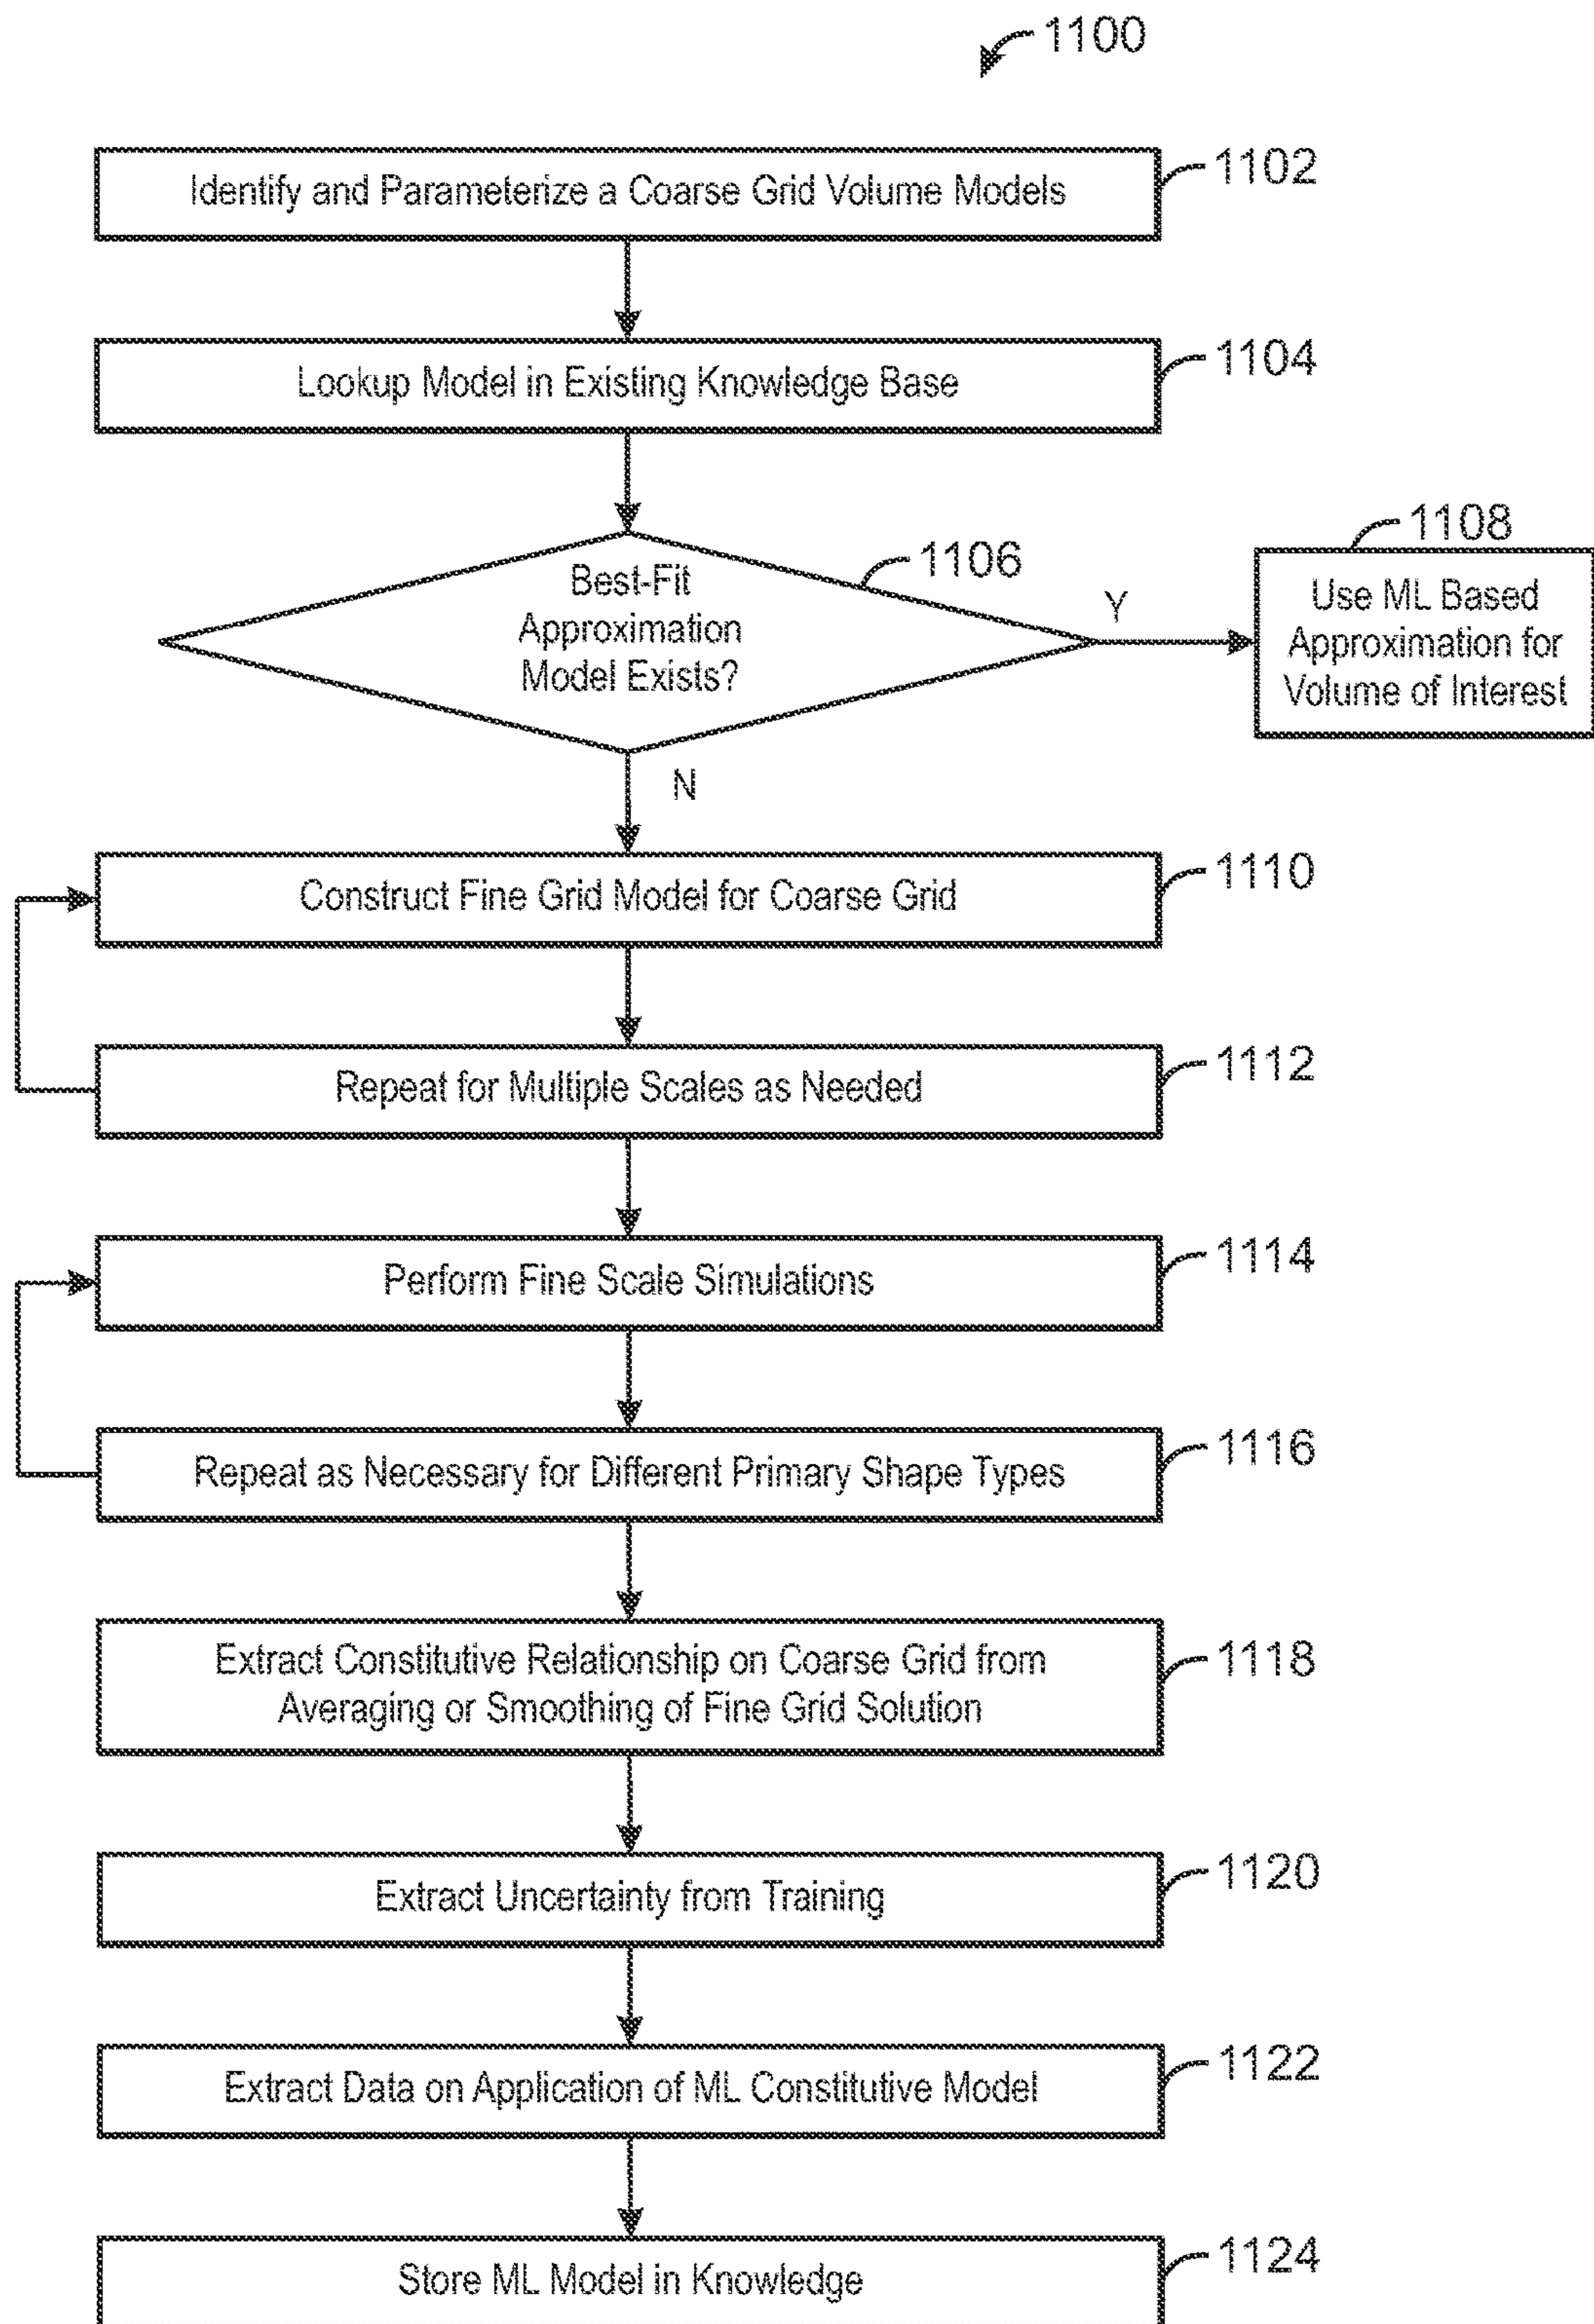 1100
Identify and Parameterize a Coarse Grid Volume Models
1102
Lookup Model in Existing Knowledge Base
1104
Best-Fit
Approximation
Model Exists?
1106
Y
1108
Use ML Based
Approximation for
Volume of Interest
N
Construct Fine Grid Model for Coarse Grid
1110
Repeat for Multiple Scales as Needed
1112
Perform Fine Scale Simulations
1114
Repeat as Necessary for Different Primary Shape Types
1116
Extract Constitutive Relationship on Coarse Grid from
Averaging or Smoothing of Fine Grid Solution
1118
Extract Uncertainty from Training
1120
Extract Data on Application of ML Constitutive Model
1122
Store ML Model in Knowledge
1124